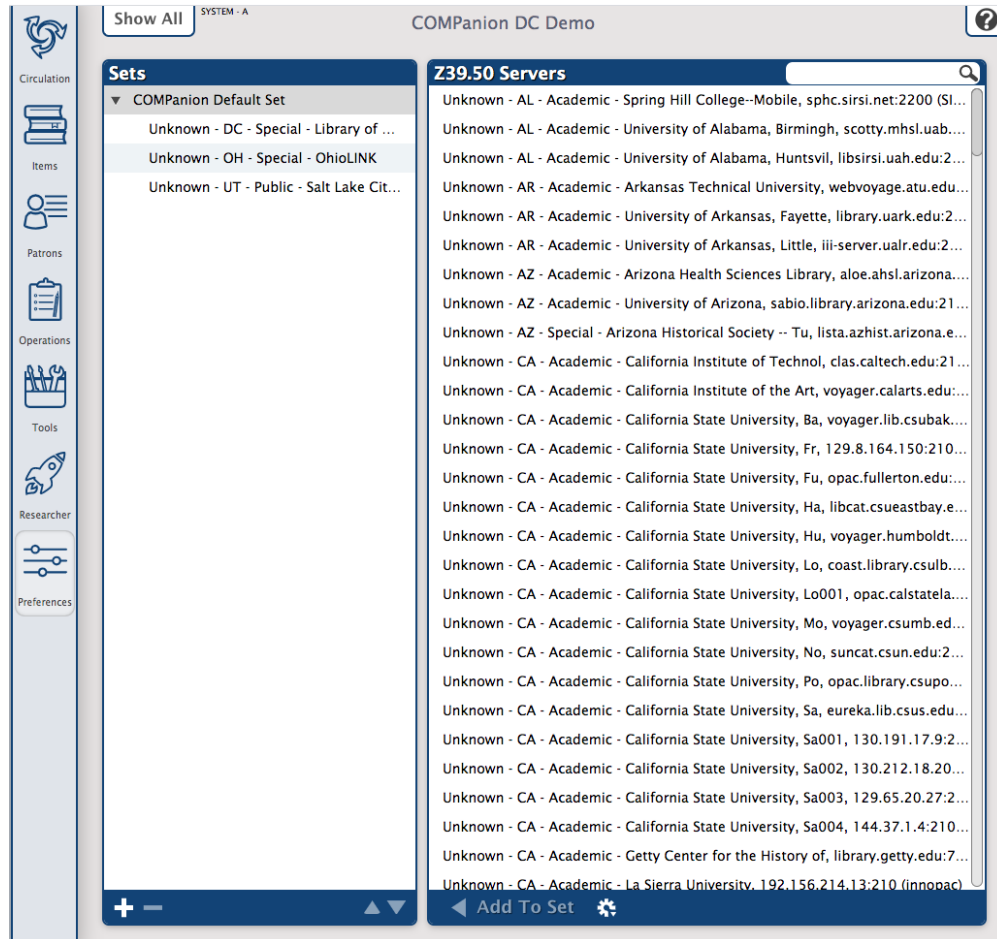 Show All
SYSTEM - A
COMPanion DC Demo
?
Circulation
Items
Patrons
Operations
Tools
Researcher
Preferences
Sets
COMPanion Default Set
Unknown - DC - Special - Library of ...
Unknown - OH - Special - OhioLINK
Unknown - UT - Public - Salt Lake Cit...
Z39.50 Servers
Unknown - AL - Academic - Spring Hill College--Mobile, sphc.sirsi.net:2200 (SI...
Unknown - AL - Academic - University of Alabama, Birmingh, scotty.mhsl.uab....
Unknown - AL - Academic - University of Alabama, Huntsvil, libsirsi.uah.edu:2...
Unknown - AR - Academic - Arkansas Technical University, webvoyage.atu.edu...
Unknown - AR - Academic - University of Arkansas, Fayette, library.uark.edu:2...
Unknown - AR - Academic - University of Arkansas, Little, iii-server.ualr.edu:2...
Unknown - AZ - Academic - Arizona Health Sciences Library, aloe.ahsl.arizona....
Unknown - AZ - Academic - University of Arizona, sabio.library.arizona.edu:21...
Unknown - AZ - Special - Arizona Historical Society -- Tu, lista.azhist.arizona.e...
Unknown - CA - Academic - California Institute of Technol, clas.caltech.edu:21...
Unknown - CA - Academic - California Institute of the Art, voyager.calarts.edu:...
Unknown - CA - Academic - California State University, Ba, voyager.lib.csubak....
Unknown - CA - Academic - California State University, Fr, 129.8.164.150:210...
Unknown - CA - Academic - California State University, Fu, opac.fullerton.edu:...
Unknown - CA - Academic - California State University, Ha, libcat.csueastbay.e...
Unknown - CA - Academic - California State University, Hu, voyager.humboldt....
Unknown - CA - Academic - California State University, Lo, coast.library.csulb....
Unknown - CA - Academic - California State University, Lo001, opac.calstatela....
Unknown - CA - Academic - California State University, Mo, voyager.csumb.ed...
Unknown - CA - Academic - California State University, No, suncat.csun.edu:2...
Unknown - CA - Academic - California State University, Po, opac.library.csupo...
Unknown - CA - Academic - California State University, Sa, eureka.lib.csus.edu...
Unknown - CA - Academic - California State University, Sa001, 130.191.17.9:2...
Unknown - CA - Academic - California State University, Sa002, 130.212.18.20...
Unknown - CA - Academic - California State University, Sa003, 129.65.20.27:2...
Unknown - CA - Academic - California State University, Sa004, 144.37.1.4:210...
Unknown - CA - Academic - Getty Center for the History of, library.getty.edu:7...
Unknown - CA - Academic - La Sierra University, 192.156.214.13:210 (innopac)
Add To Set